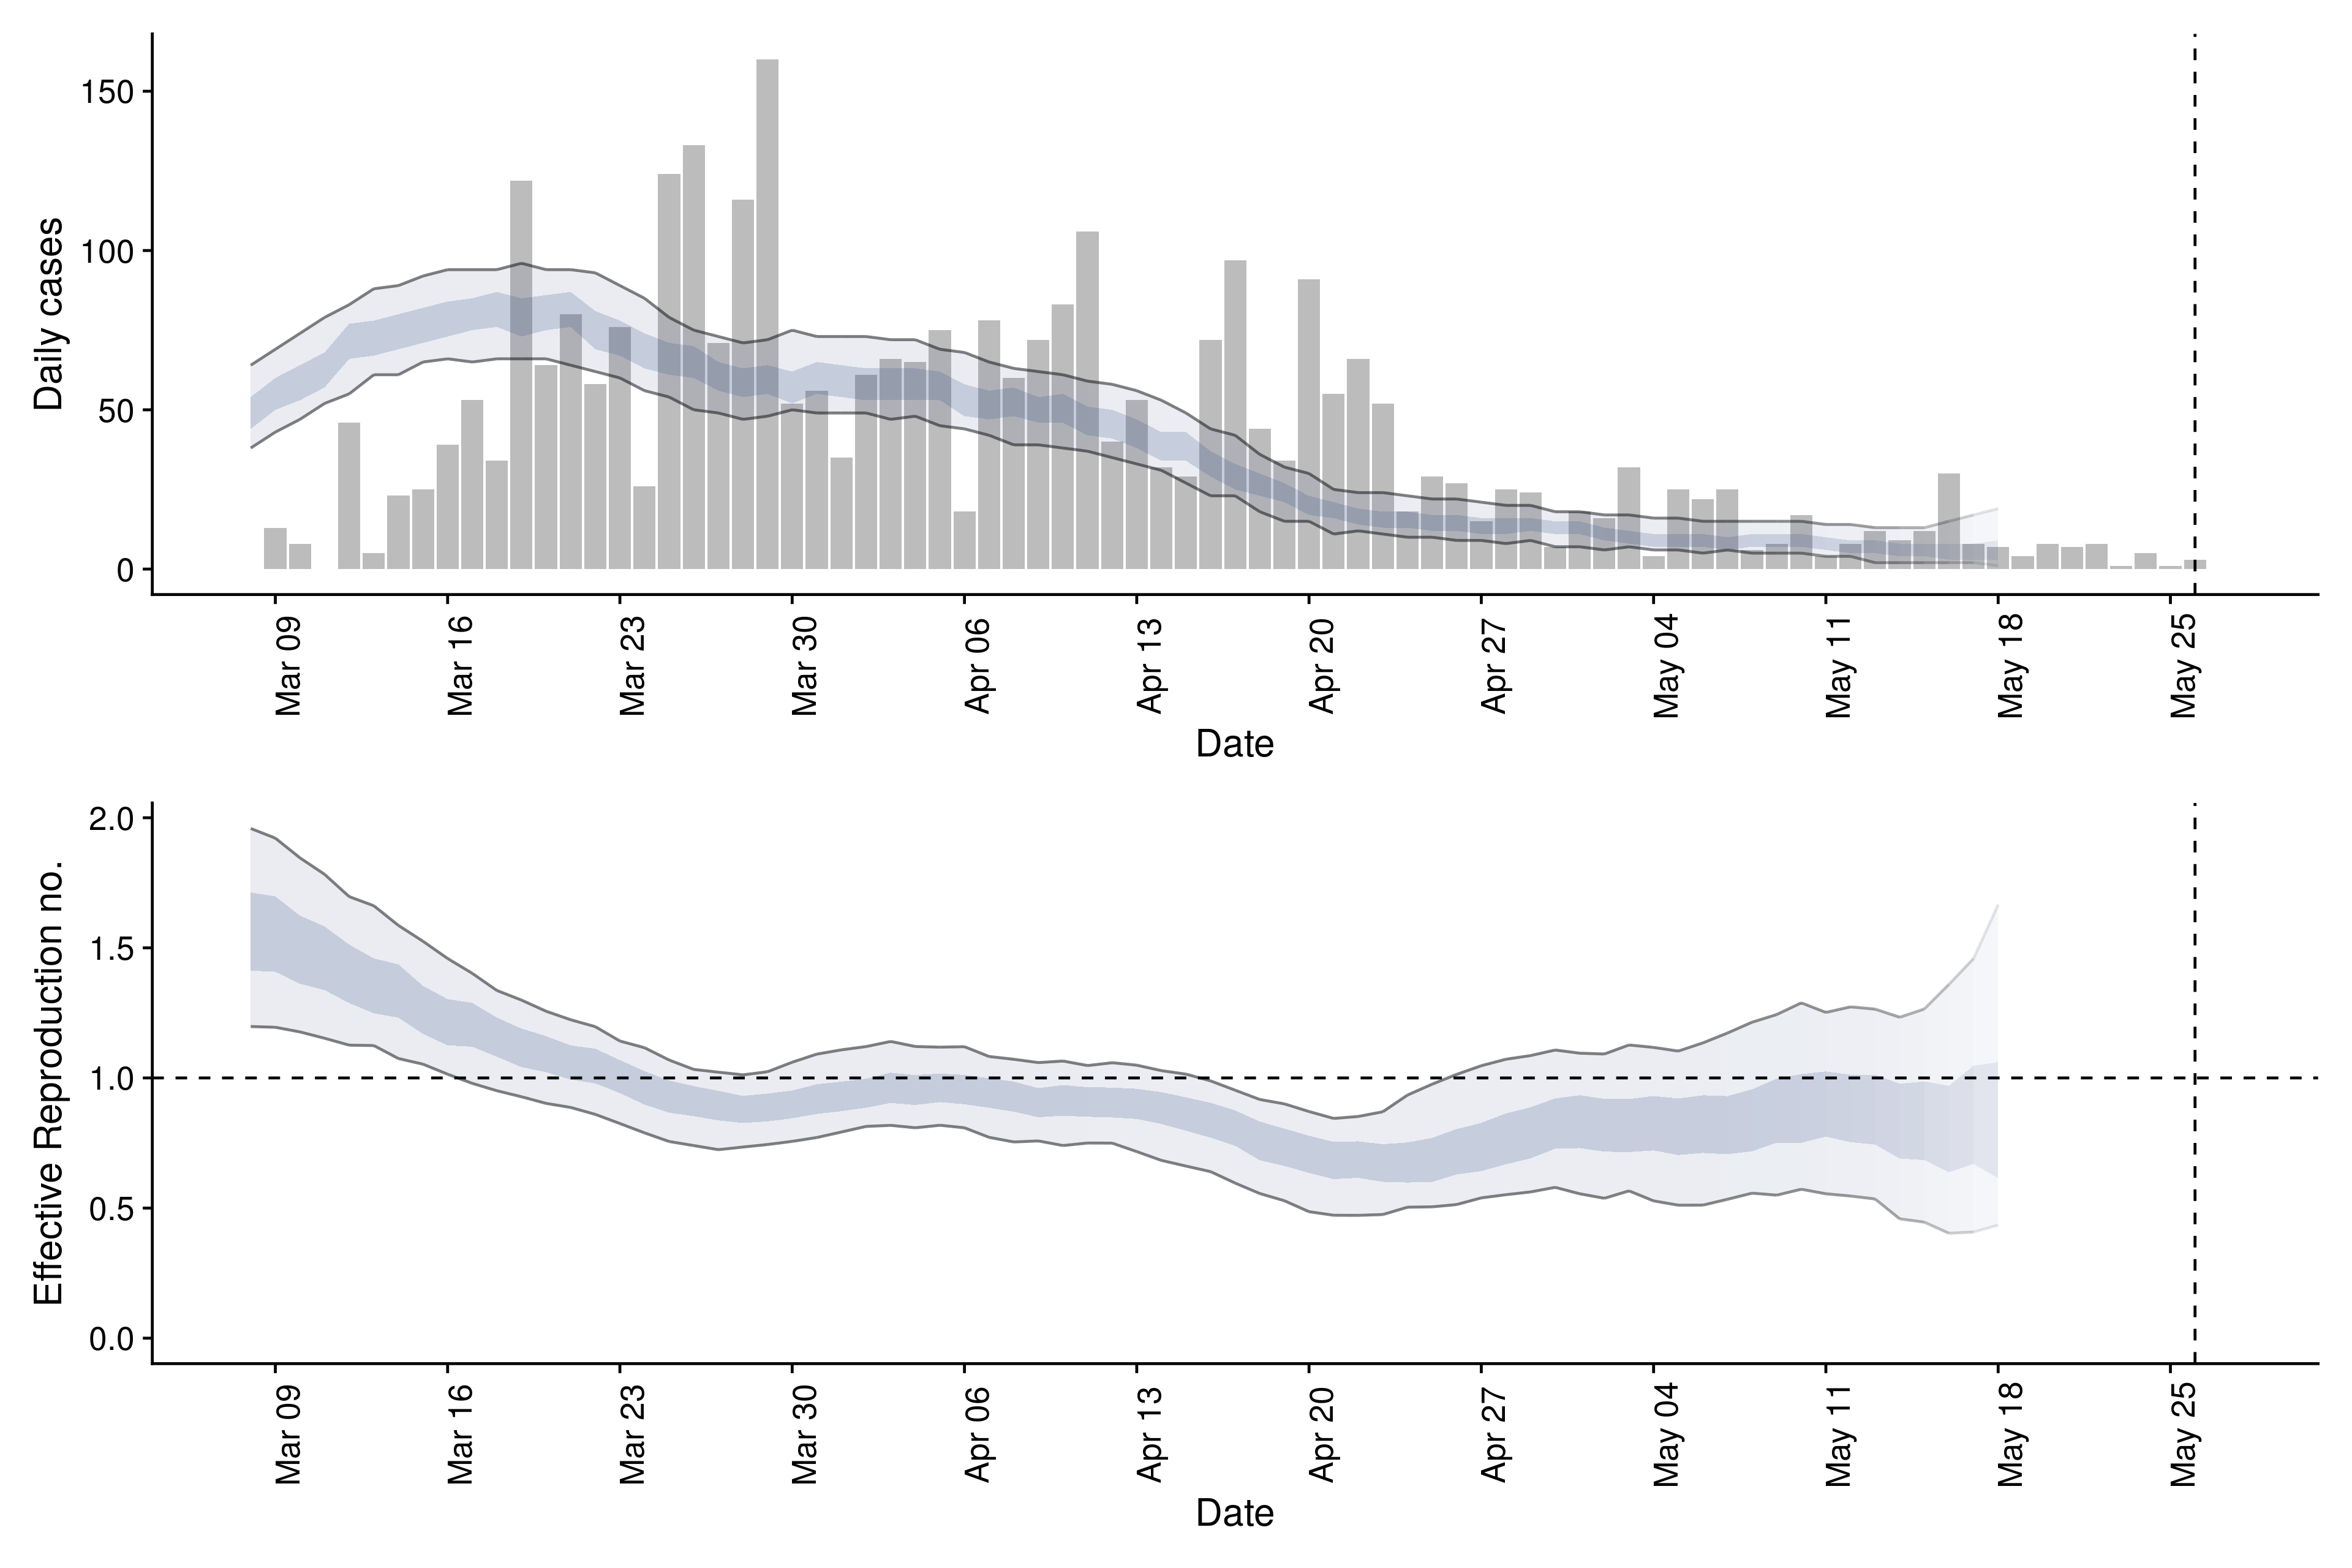 150
100
50
0
Daily cases
Mar 09
Mar 16
Mar 23
Mar 30
Apr 06
Apr 13
Apr 20
Apr 27
May 04
May 11
May 18
May 25
Date
2.0
1.5
1.0
0.5
0.0
Effective Reproduction no.
Mar 09
Mar 16
Mar 23
Mar 30
Apr 06
Apr 13
Apr 20
Apr 27
May 04
May 11
May 18
May 25
Date